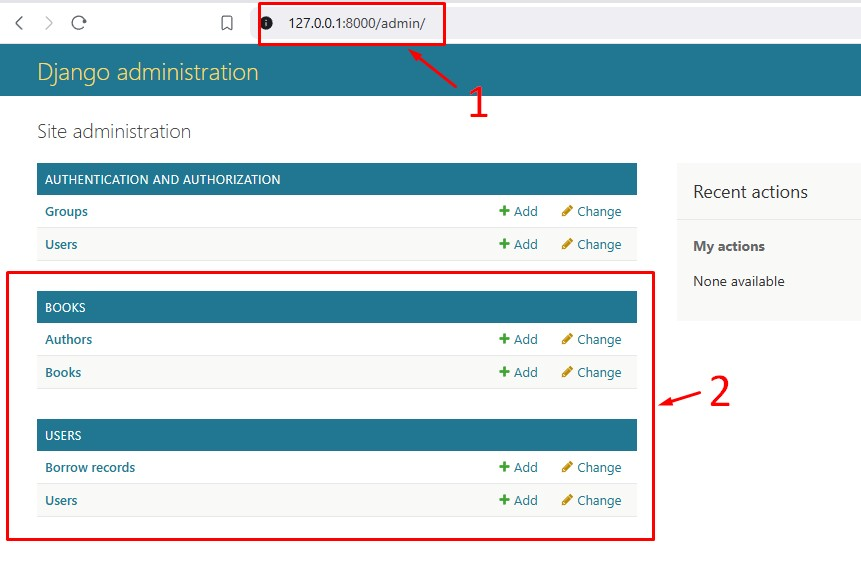 127.0.0.1:8000/admin/
1
Django administration
Site administration
AUTHENTICATION AND AUTHORIZATION
Groups Add Change
Users Add Change
BOOKS
Authors Add Change
Books Add Change
USERS
Borrow records Add Change
Users Add Change
2
Recent actions
My actions
None available